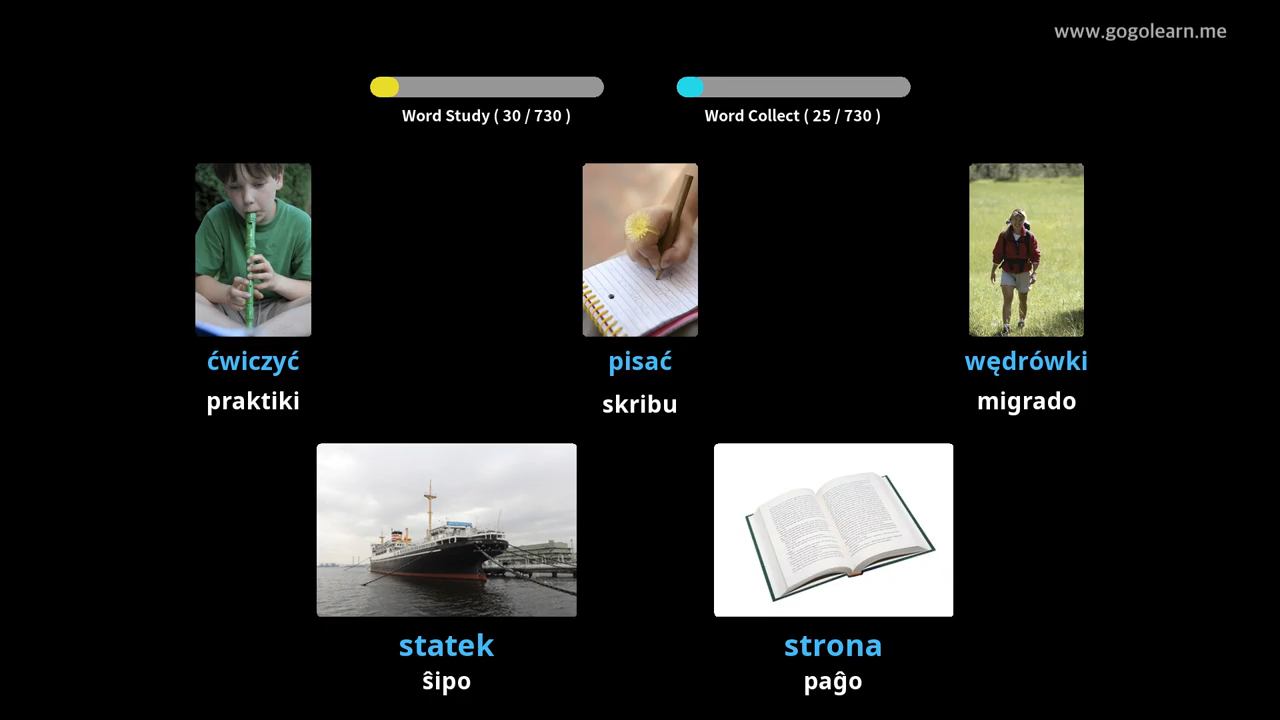 www.gogolearn.me
Word Study ( 30 / 730 )
Word Collect ( 25 / 730 )
ćwiczyć
praktiki
pisać
skribu
wędrówki
migrado
statek
ŝipo
strona
paĝo